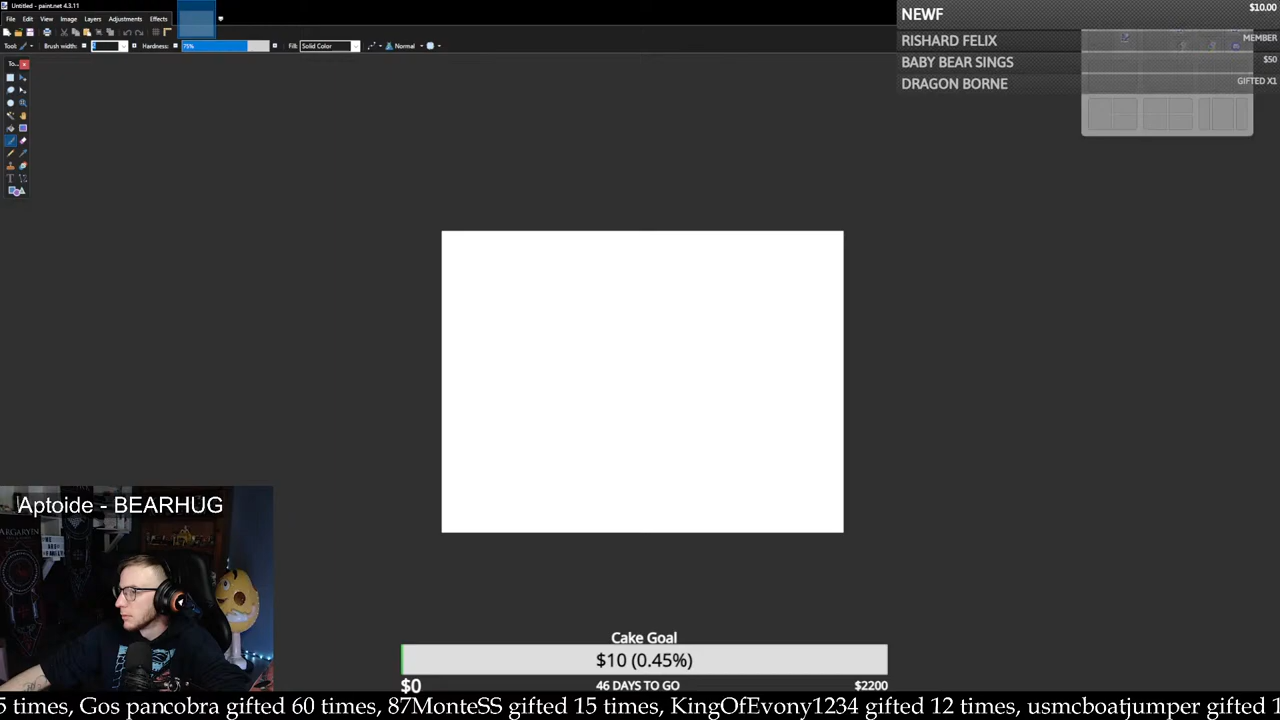 Untitled - paint.net 4.3.11
File Edit View Image Layers Adjustments Effects
Tool: Brush width: Hardness: 75% Fill: Solid Color Normal
To...
NEWF $10.00
RISHARD FELIX MEMBER
BABY BEAR SINGS $50
DRAGON BORNE GIFTED X1
Aptoide - BEARHUG
Cake Goal
$10 (0.45%)
$0 46 DAYS TO GO $2200
5 times, Gos pancobra gifted 60 times, 87MonteSS gifted 15 times, KingOfEvony1234 gifted 12 times, usmcboatjumper gifted 1